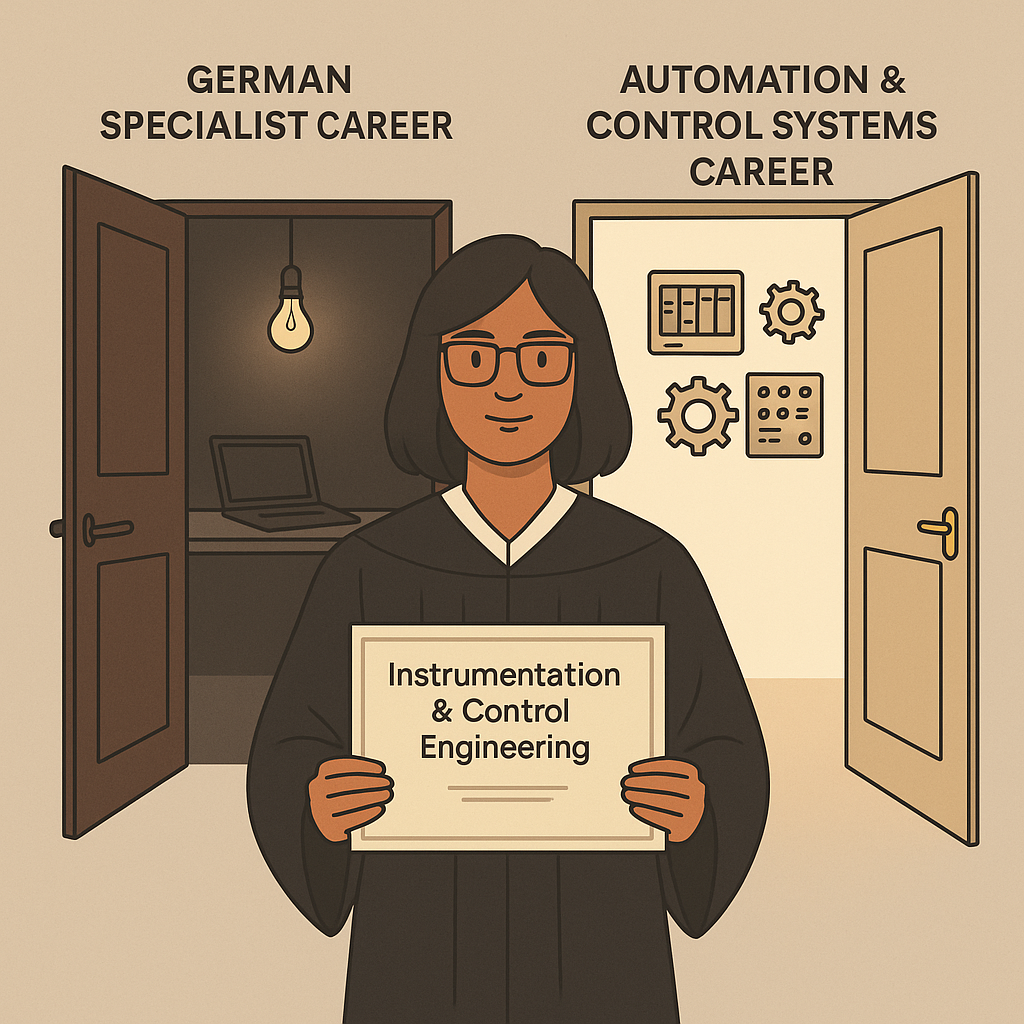 GERMAN
SPECIALIST CAREER
AUTOMATION &
CONTROL SYSTEMS
CAREER
Instrumentation
& Control
Engineering